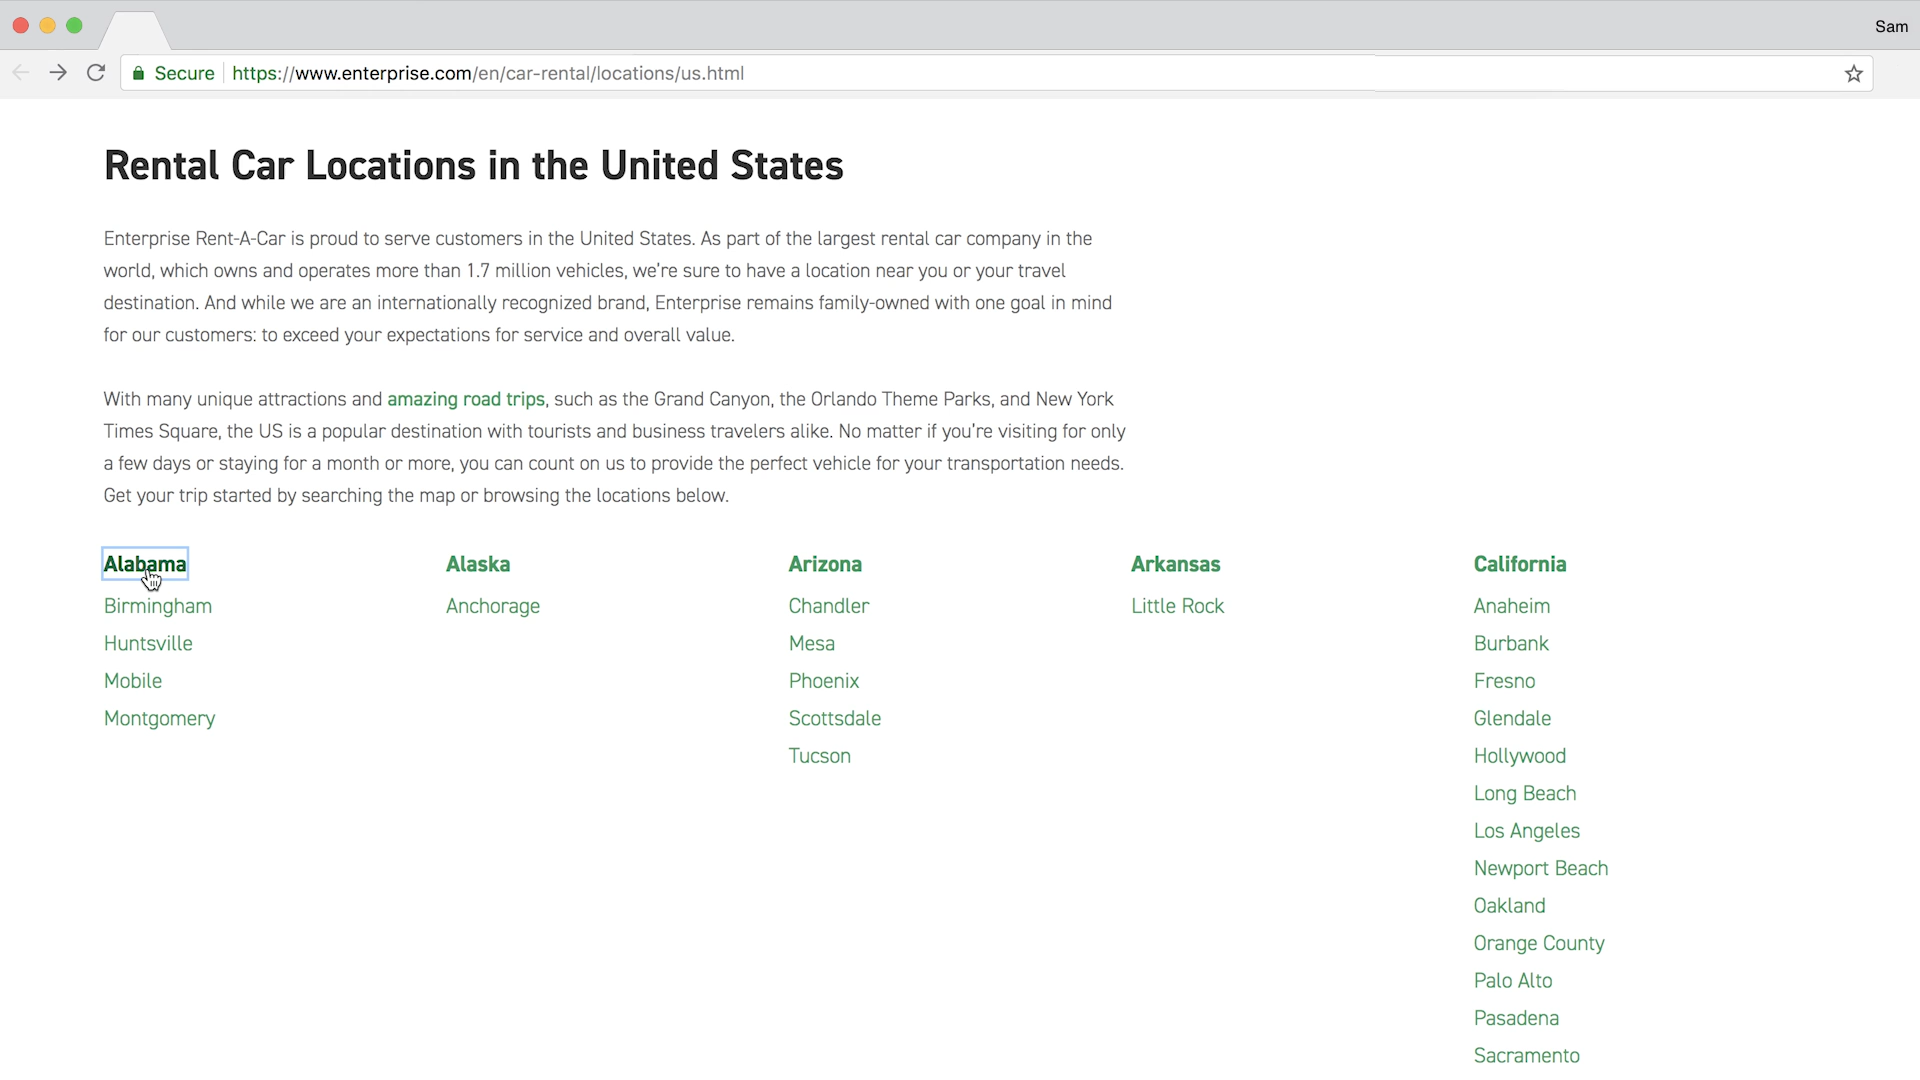 Sam
Secure https://www.enterprise.com/en/car-rental/locations/us.html
Rental Car Locations in the United States
Enterprise Rent-A-Car is proud to serve customers in the United States. As part of the largest rental car company in the
world, which owns and operates more than 1.7 million vehicles, we're sure to have a location near you or your travel
destination. And while we are an internationally recognized brand, Enterprise remains family-owned with one goal in mind
for our customers: to exceed your expectations for service and overall value.
With many unique attractions and amazing road trips, such as the Grand Canyon, the Orlando Theme Parks, and New York
Times Square, the US is a popular destination with tourists and business travelers alike. No matter if you're visiting for only
a few days or staying for a month or more, you can count on us to provide the perfect vehicle for your transportation needs.
Get your trip started by searching the map or browsing the locations below.
Alabama
Birmingham
Huntsville
Mobile
Montgomery
Alaska
Anchorage
Arizona
Chandler
Mesa
Phoenix
Scottsdale
Tucson
Arkansas
Little Rock
California
Anaheim
Burbank
Fresno
Glendale
Hollywood
Long Beach
Los Angeles
Newport Beach
Oakland
Orange County
Palo Alto
Pasadena
Sacramento